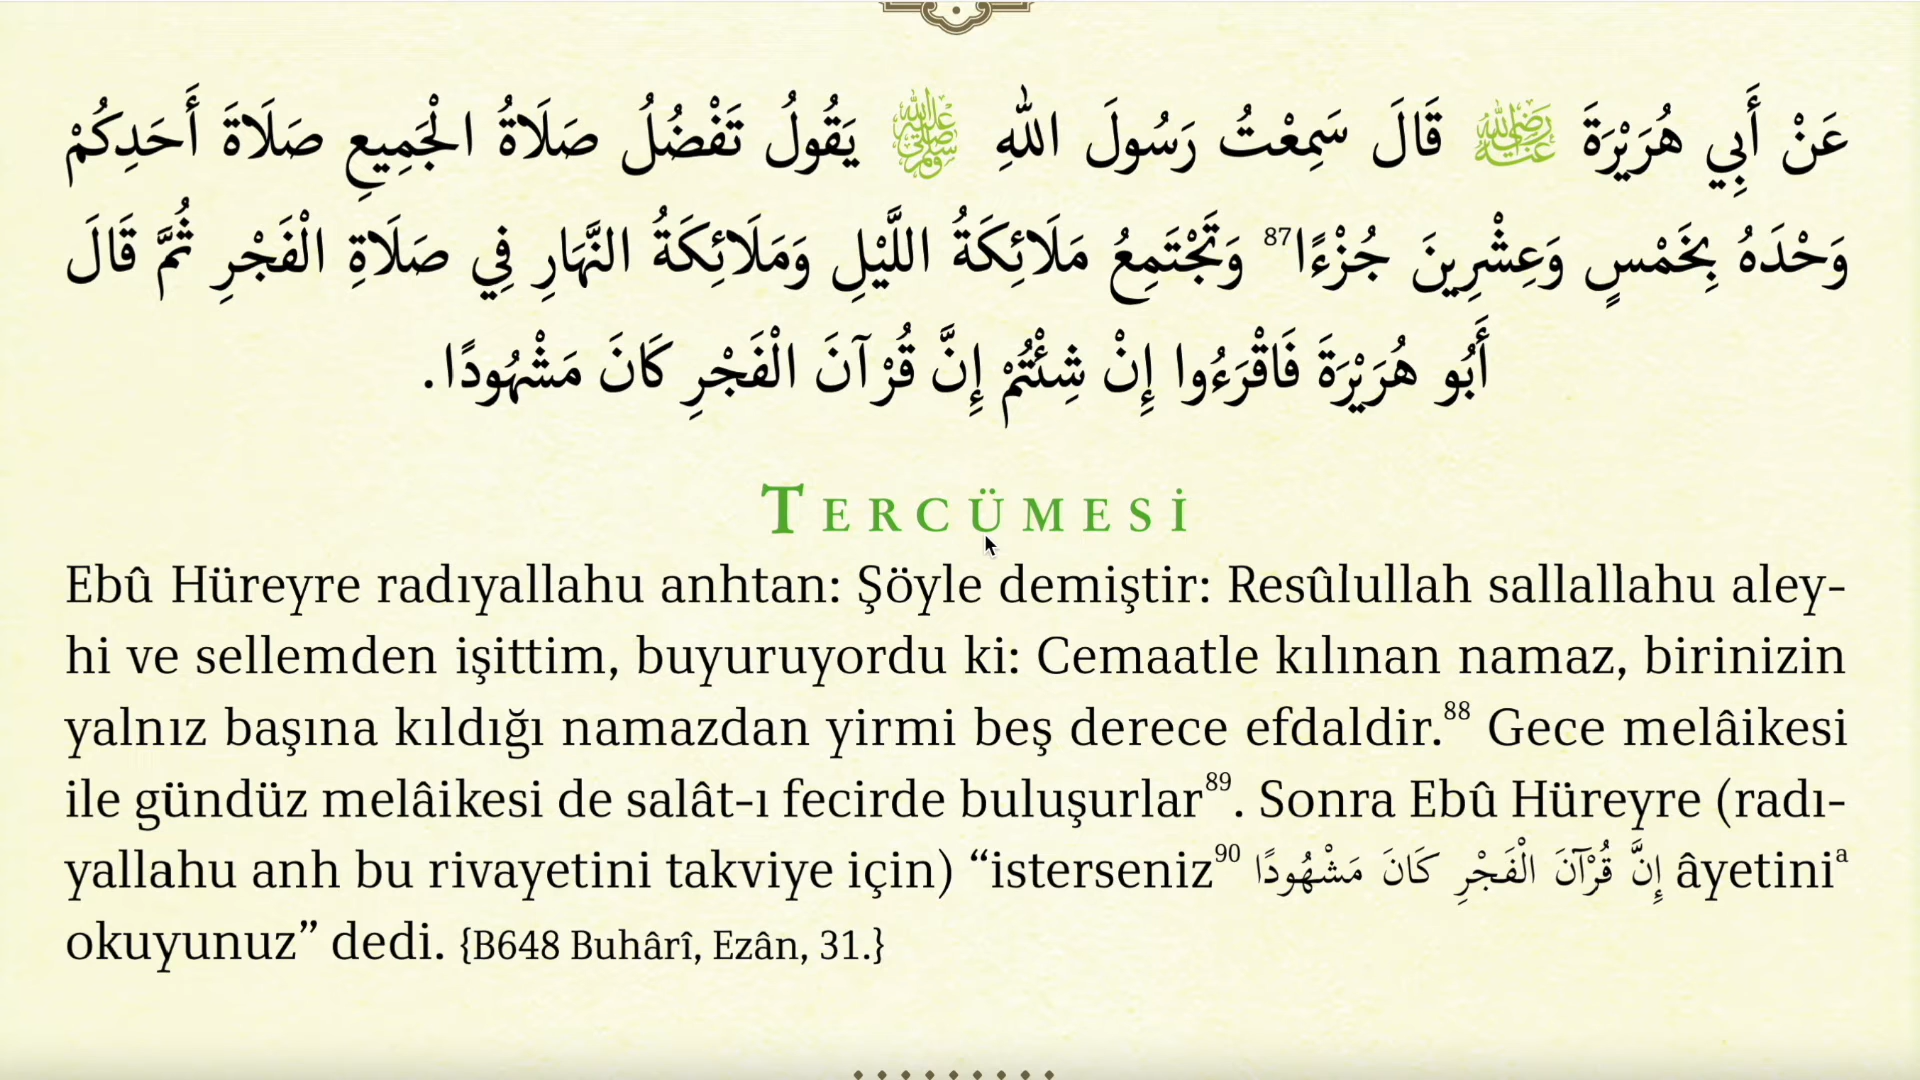 عَنْ أَبِي هُرَيْرَةَ رَضِيَ اللهُ عَنْهُ قَالَ سَمِعْتُ رَسُولَ اللهِ ﷺ يَقُولُ تَفْضُلُ صَلَاةُ الْجَمِيعِ صَلَاةَ أَحَدِكُمْ
وَحْدَهُ بِخَمْسٍ وَعِشْرِينَ جُزْءًا87 وَتَجْتَمِعُ مَلَائِكَةُ اللَّيْلِ وَمَلَائِكَةُ النَّهَارِ فِي صَلَاةِ الْفَجْرِ ثُمَّ قَالَ
أَبُو هُرَيْرَةَ فَاقْرَءُوا إِنْ شِئْتُمْ إِنَّ قُرْآنَ الْفَجْرِ كَانَ مَشْهُودًا.
TERCÜMESİ
Ebû Hüreyre radıyallahu anhtan: Şöyle demiştir: Resûlullah sallallahu aley-
hi ve sellemden işittim, buyuruyordu ki: Cemaatle kılınan namaz, birinizin
yalnız başına kıldığı namazdan yirmi beş derece efdaldir.88 Gece melâikesi
ile gündüz melâikesi de salât-ı fecirde buluşurlar89. Sonra Ebû Hüreyre (radı-
yallahu anh bu rivayetini takviye için) “isterseniz90 إِنَّ قُرْآنَ الْفَجْرِ كَانَ مَشْهُودًا âyetinia
okuyunuz” dedi. {B648 Buhârî, Ezân, 31.}